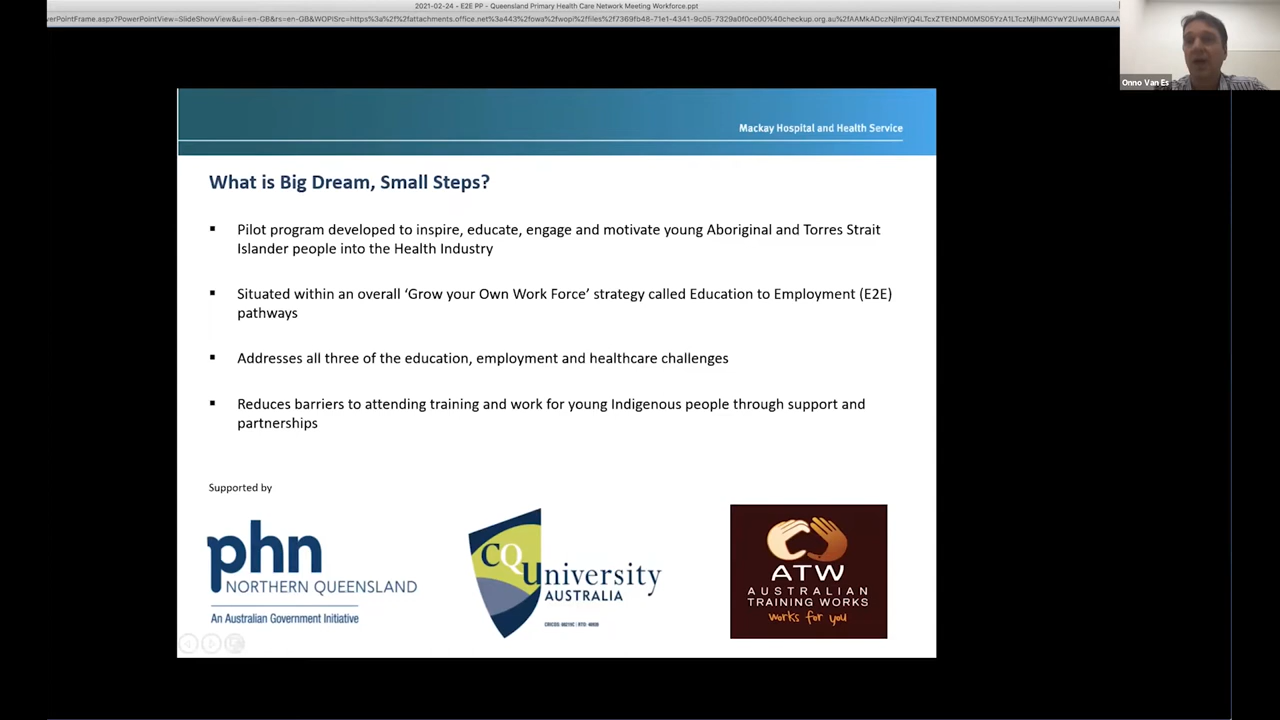 2021-02-24 - E2E PP - Queensland Primary Health Care Network Meeting Workforce.ppt
Onno Van Es
Mackay Hospital and Health Service
What is Big Dream, Small Steps?
▪ Pilot program developed to inspire, educate, engage and motivate young Aboriginal and Torres Strait
Islander people into the Health Industry
▪ Situated within an overall ‘Grow your Own Work Force’ strategy called Education to Employment (E2E)
pathways
▪ Addresses all three of the education, employment and healthcare challenges
▪ Reduces barriers to attending training and work for young Indigenous people through support and
partnerships
Supported by
phn
NORTHERN QUEENSLAND
An Australian Government Initiative
CQUniversity
AUSTRALIA
ATW
AUSTRALIAN
TRAINING WORKS
works for you